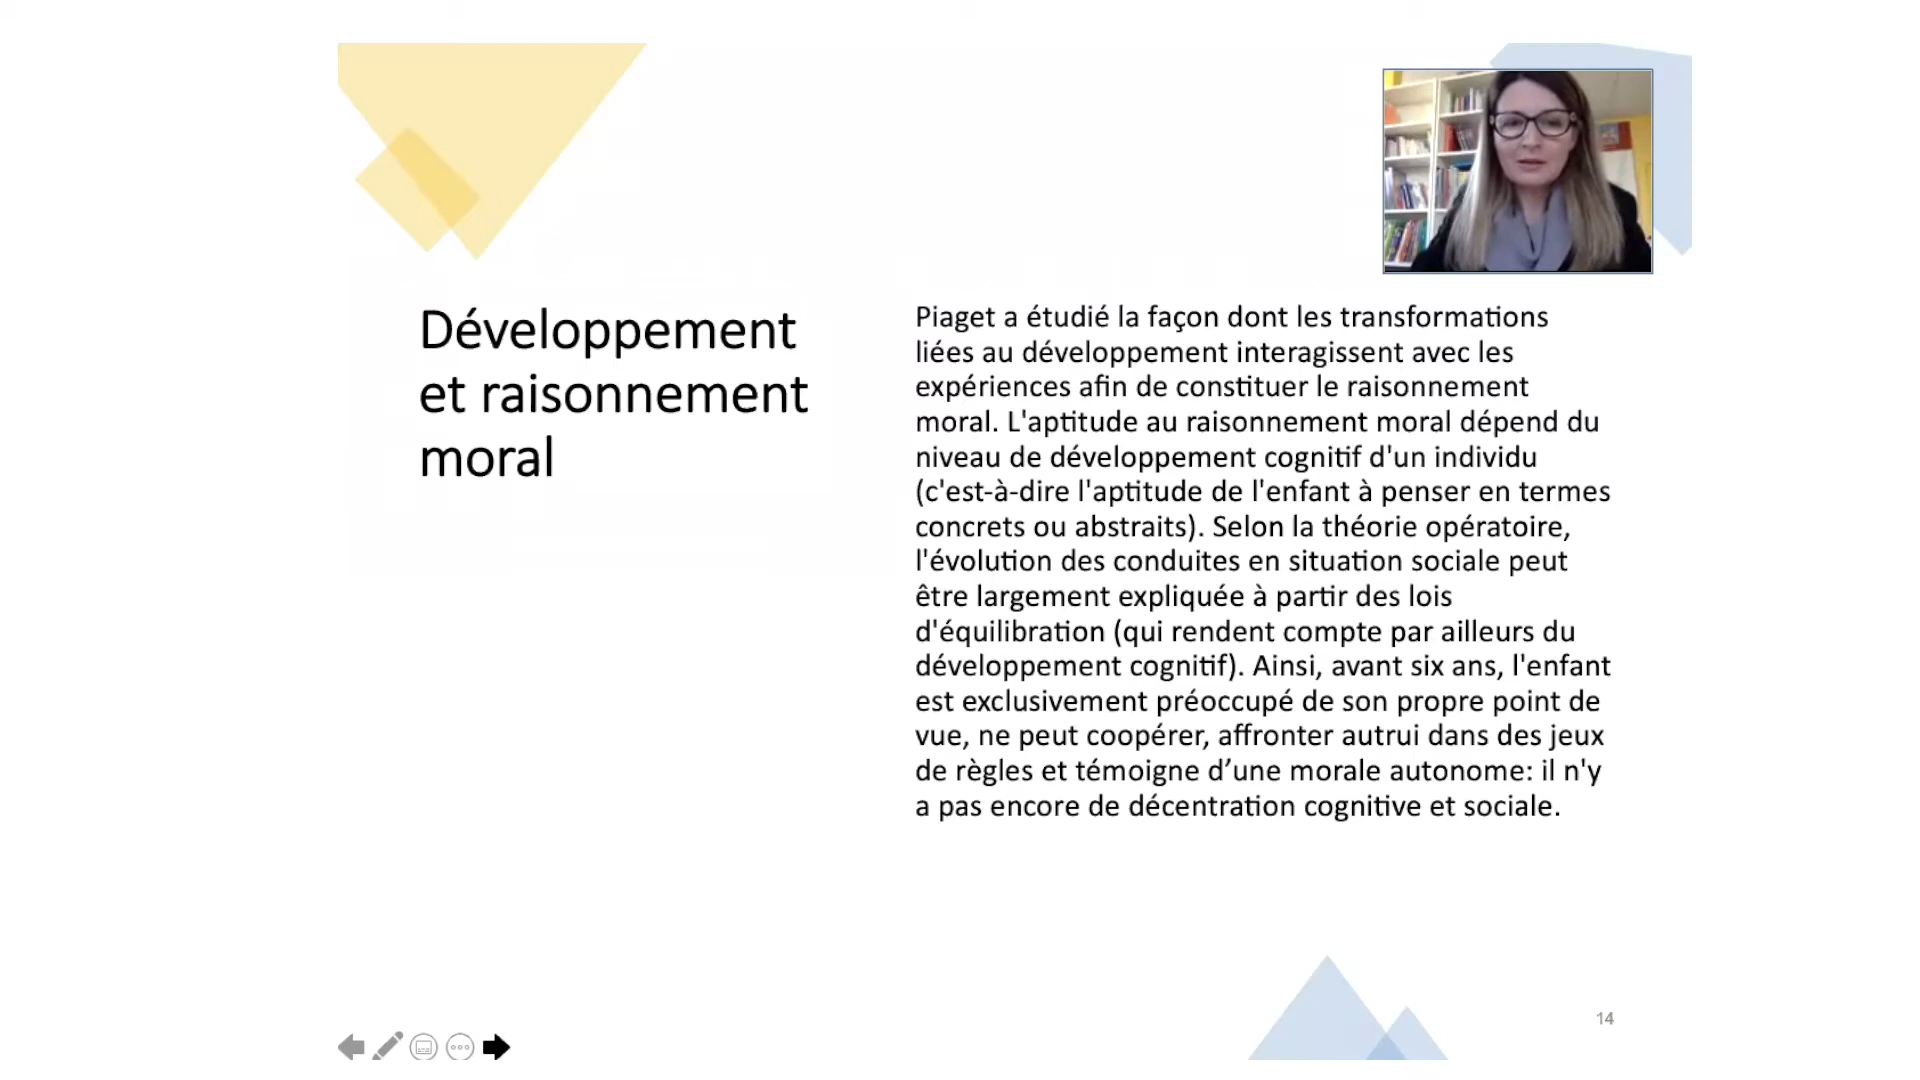 Développement
et raisonnement
moral
Piaget a étudié la façon dont les transformations
liées au développement interagissent avec les
expériences afin de constituer le raisonnement
moral. L'aptitude au raisonnement moral dépend du
niveau de développement cognitif d'un individu
(c'est-à-dire l'aptitude de l'enfant à penser en termes
concrets ou abstraits). Selon la théorie opératoire,
l'évolution des conduites en situation sociale peut
être largement expliquée à partir des lois
d'équilibration (qui rendent compte par ailleurs du
développement cognitif). Ainsi, avant six ans, l'enfant
est exclusivement préoccupé de son propre point de
vue, ne peut coopérer, affronter autrui dans des jeux
de règles et témoigne d’une morale autonome: il n'y
a pas encore de décentration cognitive et sociale.
14